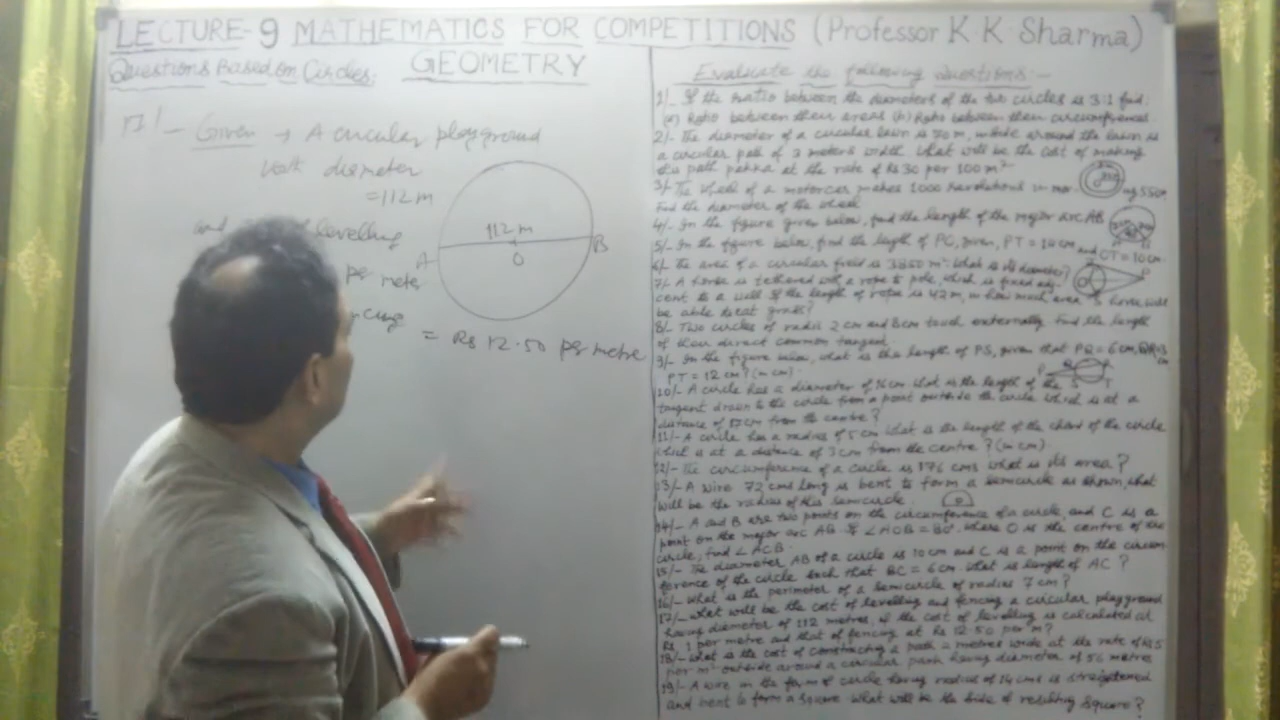 LECTURE-9 MATHEMATICS FOR COMPETITIONS (Professor K.K. Sharma)
Questions Based on Circles: GEOMETRY
17/- Given → A circular playground
with diameter
=112 m
and levelling
per meter
= Rs 12.50 per metre
112 m
A
B
O
Evaluate the following Questions:-
1/- If the ratio between the diameters of the two circles is 3:1 find:
(a) Ratio between their areas (b) Ratio between their circumferences.
2/- The diameter of a circular lawn is 70 m, around the lawn is
a circular path of 3 meters width What will be the cost of making
this path pakka at the rate of Rs 30 per 100 m²
3/- The wheel of a motorcar makes 1000 revolutions in
Find the diameter of the wheel
4/- In the figure given below, find the length of the major arc AB
5/- In the figure below, find the length of PC, given, PT = 10 cm and OT = 10 cm.
6/- The area of a circular field is 3850 m². What is its diameter?
7/- A horse is tethered with a rope to pole, which is fixed adj-
cent to a wall If the length of rope is 42 m, in how much area horse will
be able to eat grass?
8/- Two circles of radii 2 cm and 8 cm touch externally Find the length
of their direct common tangent.
9/- In the figure below, what is the length of PS, given that PQ = 6 cm,
PT = 12 cm? (in cm).
10/- A circle has a diameter of 16 cm what is the length of the
tangent drawn to the circle from a point outside the circle which is at a
distance of 17 cm from the centre?
11/- A circle has a radius of 5 cm what is the length of the chord of the circle
which is at a distance of 3 cm from the centre? (in cm)
12/- The circumference of a circle is 176 cms what is its area?
13/- A wire 72 cms long is bent to form a semicircle as shown, what
will be the radius of this semicircle.
14/- A and B are two points on the circumference of a circle, and C is a
point on the major arc AB If ∠AOB = 80° where O is the centre of the
circle, find ∠ACB.
15/- The diameter AB of a circle is 10 cm and C is a point on the circum-
ference of the circle such that BC = 6 cm. what is length of AC?
16/- What is the perimeter of a semicircle of radius 7 cm?
17/- what will be the cost of levelling and fencing a circular playground
having diameter of 112 metres, if the cost of levelling is calculated at
Rs. 1 per metre and that of fencing at Rs 12.50 per m?
18/- What is the cost of constructing a path metres wide at the rate of Rs 5
per m² outside around a circular park having diameter of 56 metres
19/- A wire in the form of circle having radius of 14 cms is straightened
and bent to form a square what will be the side of resulting square?